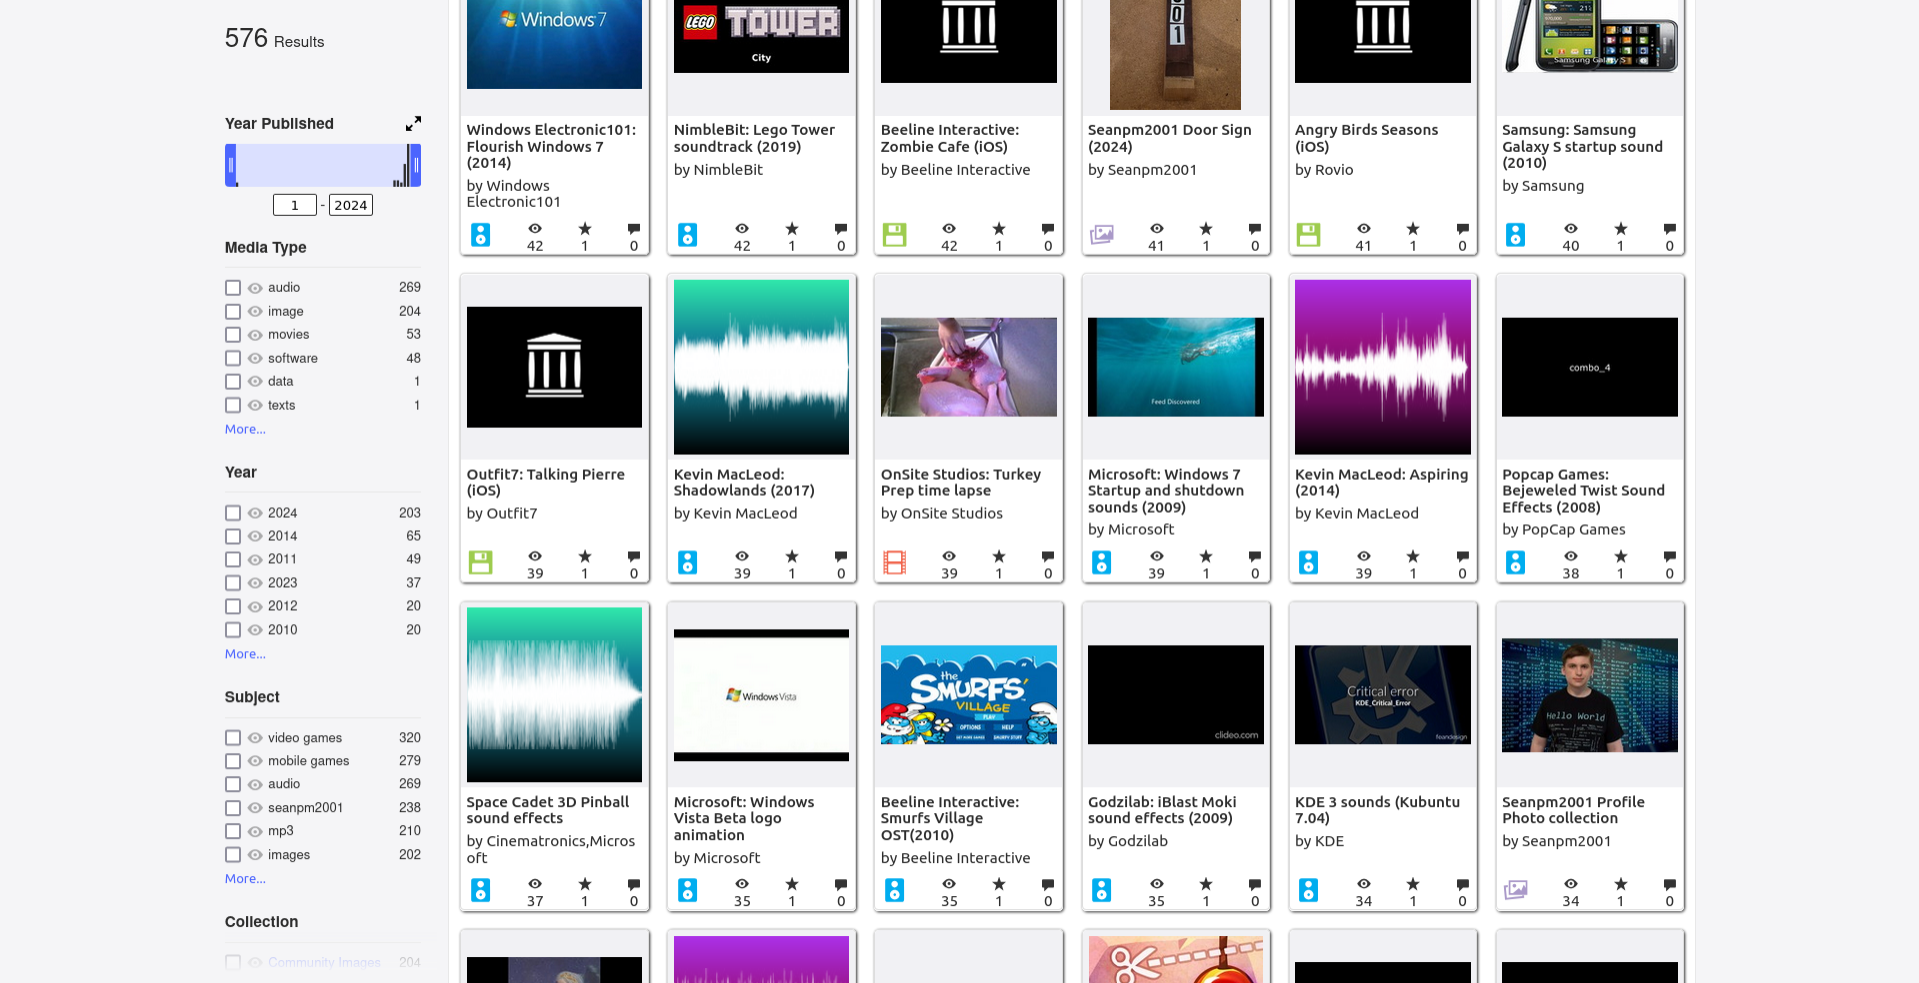 576 Results
Year Published
1 - 2024
Media Type
audio 269
image 204
movies 53
software 48
data 1
texts 1
More...
Year
2024 203
2014 65
2011 49
2023 37
2012 20
2010 20
More...
Subject
video games 320
mobile games 279
audio 269
seanpm2001 238
mp3 210
images 202
More...
Collection
Community Images 204
Windows 7
LEGO TOWER
City
01
Samsung Galaxy S
Windows Electronic101:
Flourish Windows 7
(2014)
by Windows
Electronic101
42 1 0
NimbleBit: Lego Tower
soundtrack (2019)
by NimbleBit
42 1 0
Beeline Interactive:
Zombie Cafe (iOS)
by Beeline Interactive
42 1 0
Seanpm2001 Door Sign
(2024)
by Seanpm2001
41 1 0
Angry Birds Seasons
(iOS)
by Rovio
41 1 0
Samsung: Samsung
Galaxy S startup sound
(2010)
by Samsung
40 1 0
Outfit7: Talking Pierre
(iOS)
by Outfit7
39 1 0
Kevin MacLeod:
Shadowlands (2017)
by Kevin MacLeod
39 1 0
OnSite Studios: Turkey
Prep time lapse
by OnSite Studios
39 1 0
Feed Discovered
Microsoft: Windows 7
Startup and shutdown
sounds (2009)
by Microsoft
39 1 0
Kevin MacLeod: Aspiring
(2014)
by Kevin MacLeod
39 1 0
combo_4
Popcap Games:
Bejeweled Twist Sound
Effects (2008)
by PopCap Games
38 1 0
Space Cadet 3D Pinball
sound effects
by Cinematronics,Micros
oft
37 1 0
Windows Vista
Microsoft: Windows
Vista Beta logo
animation
by Microsoft
35 1 0
the
SMURFS'
VILLAGE
PLAY
OPTIONS HELP
Beeline Interactive:
Smurfs Village
OST(2010)
by Beeline Interactive
35 1 0
clideo.com
Godzilab: iBlast Moki
sound effects (2009)
by Godzilab
35 1 0
Critical error
KDE_Critical_Error
KDE 3 sounds (Kubuntu
7.04)
by KDE
34 1 0
Hello World
Seanpm2001 Profile
Photo collection
by Seanpm2001
34 1 0